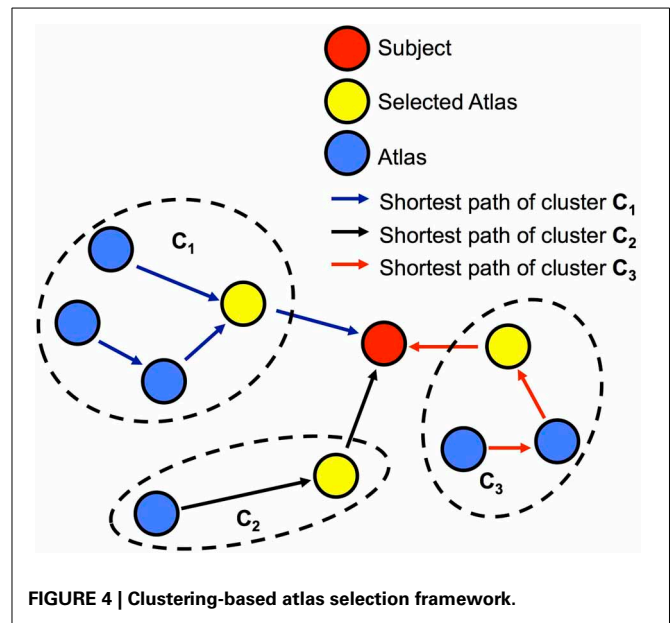 Subject
Selected Atlas
Atlas
Shortest path of cluster C1
Shortest path of cluster C2
Shortest path of cluster C3
C1
C2
C3
FIGURE 4 | Clustering-based atlas selection framework.